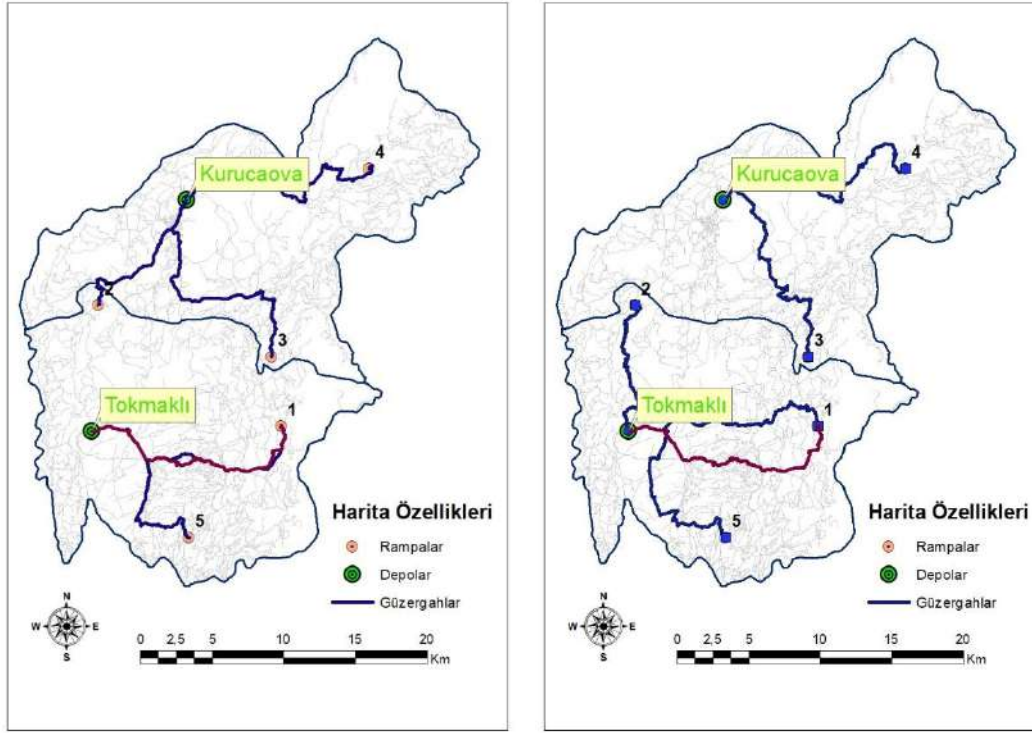 4
Kurucaova
2
3
Tokmaklı
1
5
Harita Özellikleri
Rampalar
Depolar
Güzergahlar
N
W E
S
0 2,5 5 10 15 20
Km
4
Kurucaova
2
3
Tokmaklı
1
5
Harita Özellikleri
Rampalar
Depolar
Güzergahlar
N
W E
S
0 2,5 5 10 15 20
Km